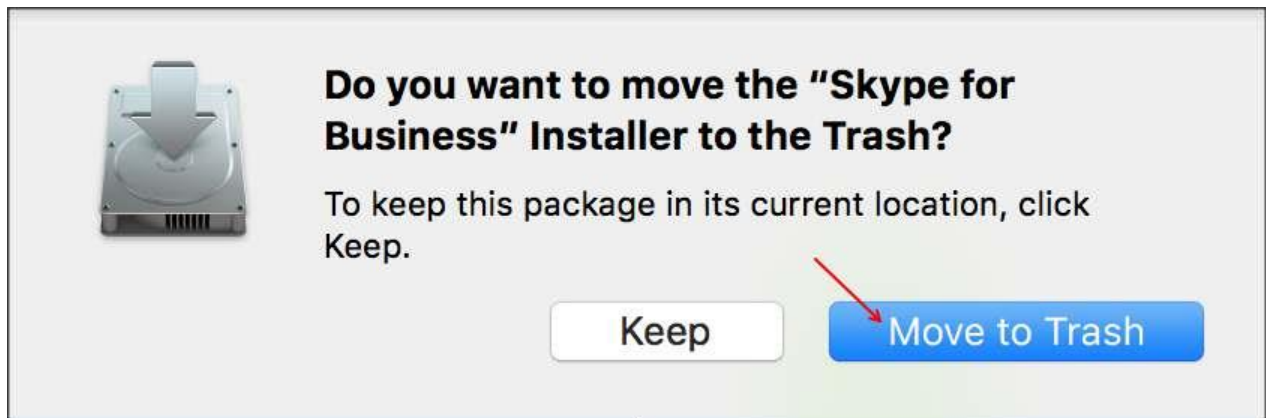 Do you want to move the "Skype for
Business" Installer to the Trash?
To keep this package in its current location, click
Keep.
Keep
Move to Trash